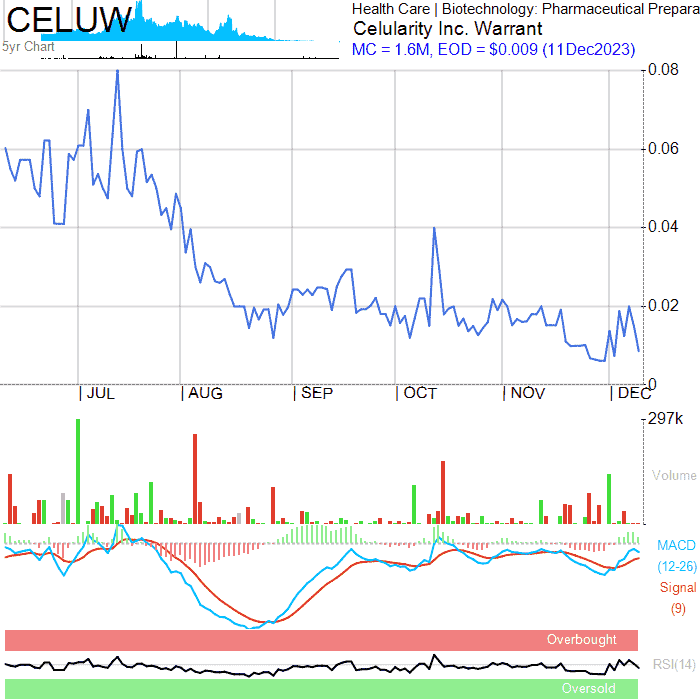 CELUW
5yr Chart
Health Care | Biotechnology: Pharmaceutical Prepara
Celularity Inc. Warrant
MC = 1.6M, EOD = $0.009 (11Dec2023)
0.08
0.06
0.04
0.02
0
| JUL | AUG | SEP | OCT | NOV | DEC
297k
Volume
MACD
(12-26)
Signal
(9)
Overbought
RSI(14)
Oversold